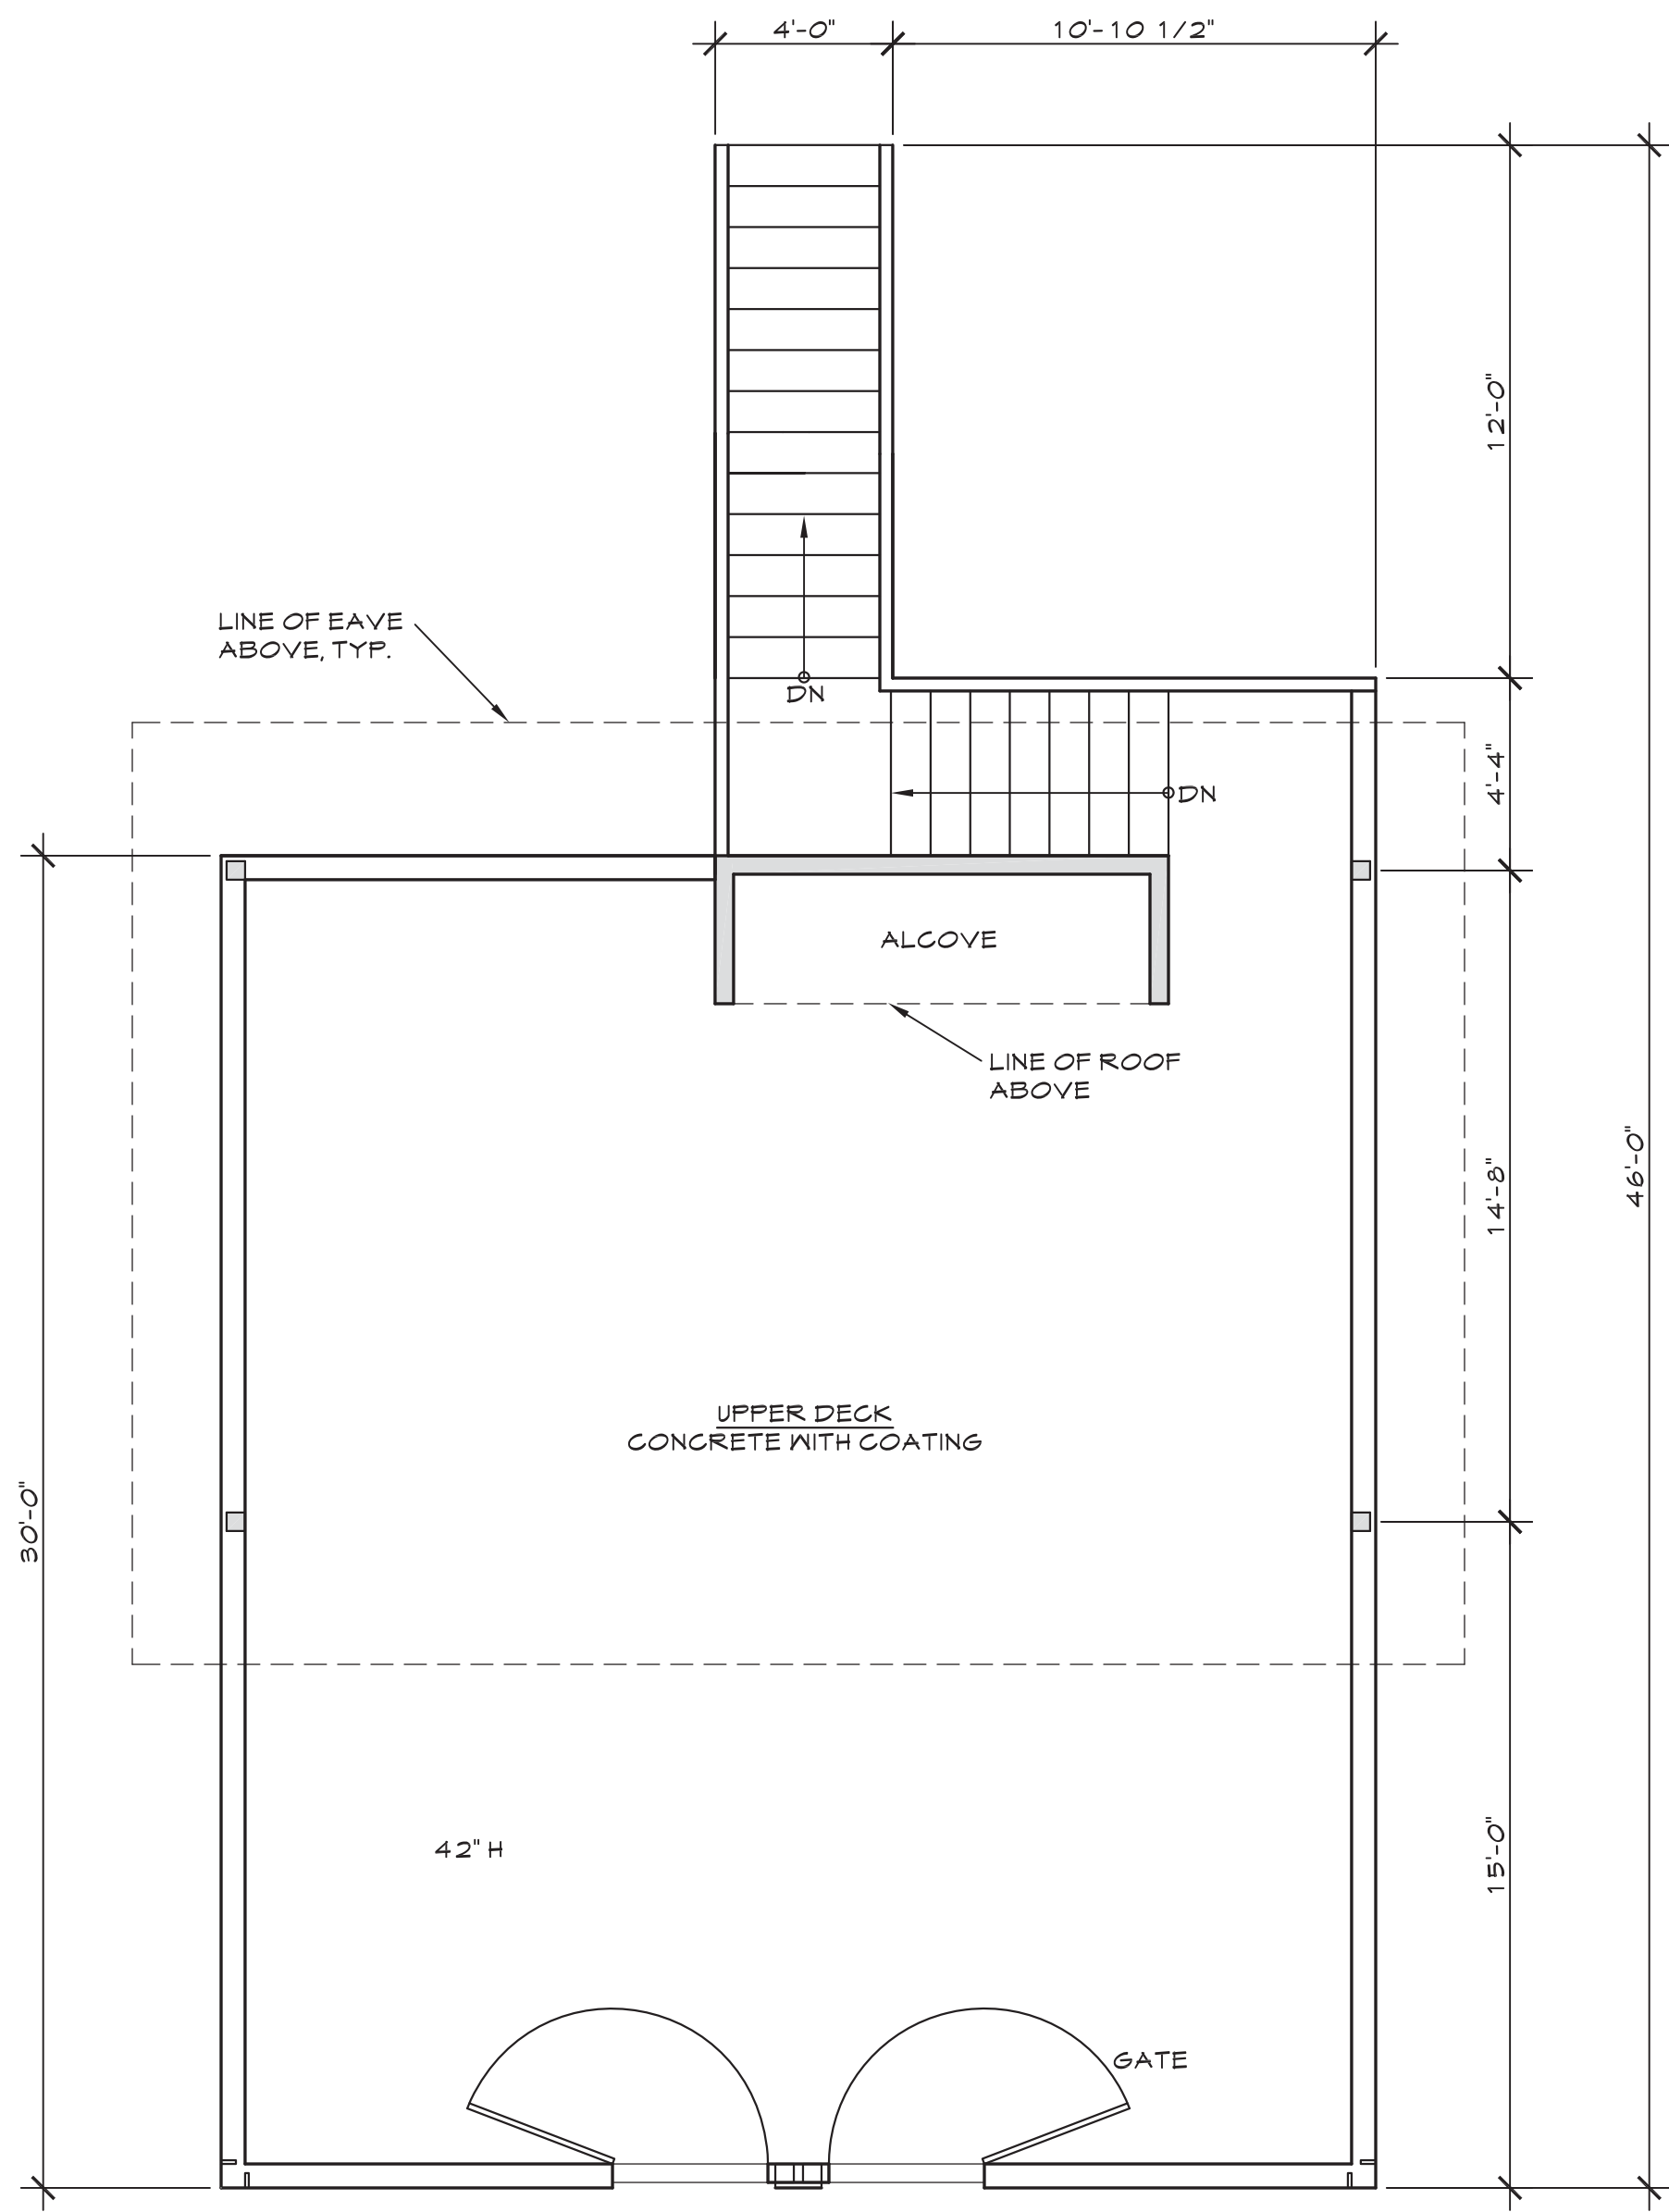 4'-0"
10'-10 1/2"
12'-0"
LINE OF EAVE
ABOVE, TYP.
DN
4'-4"
DN
ALCOVE
LINE OF ROOF
ABOVE
14'-8"
46'-0"
UPPER DECK
CONCRETE WITH COATING
30'-0"
42" H
15'-0"
GATE